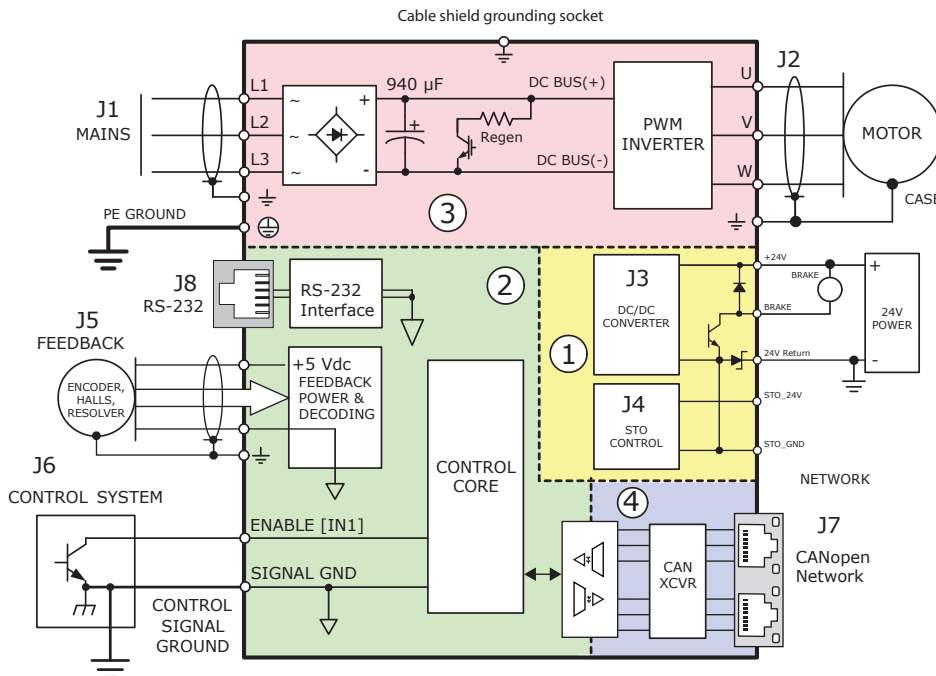 Cable shield grounding socket
J1
MAINS
L1
L2
L3
~
~
~
+
-
940 µF
+
Regen
DC BUS(+)
DC BUS(-)
PWM
INVERTER
U
V
W
J2
MOTOR
CASE
PE GROUND
3
2
J8
RS-232
RS-232
Interface
J5
FEEDBACK
ENCODER,
HALLS,
RESOLVER
+5 Vdc
FEEDBACK
POWER &
DECODING
1
J3
DC/DC
CONVERTER
J4
STO
CONTROL
+24V
BRAKE
BRAKE
24V Return
STO_24V
STO_GND
+
24V
POWER
-
J6
CONTROL SYSTEM
ENABLE [IN1]
SIGNAL GND
CONTROL
SIGNAL
GROUND
CONTROL
CORE
4
CAN
XCVR
NETWORK
J7
CANopen
Network